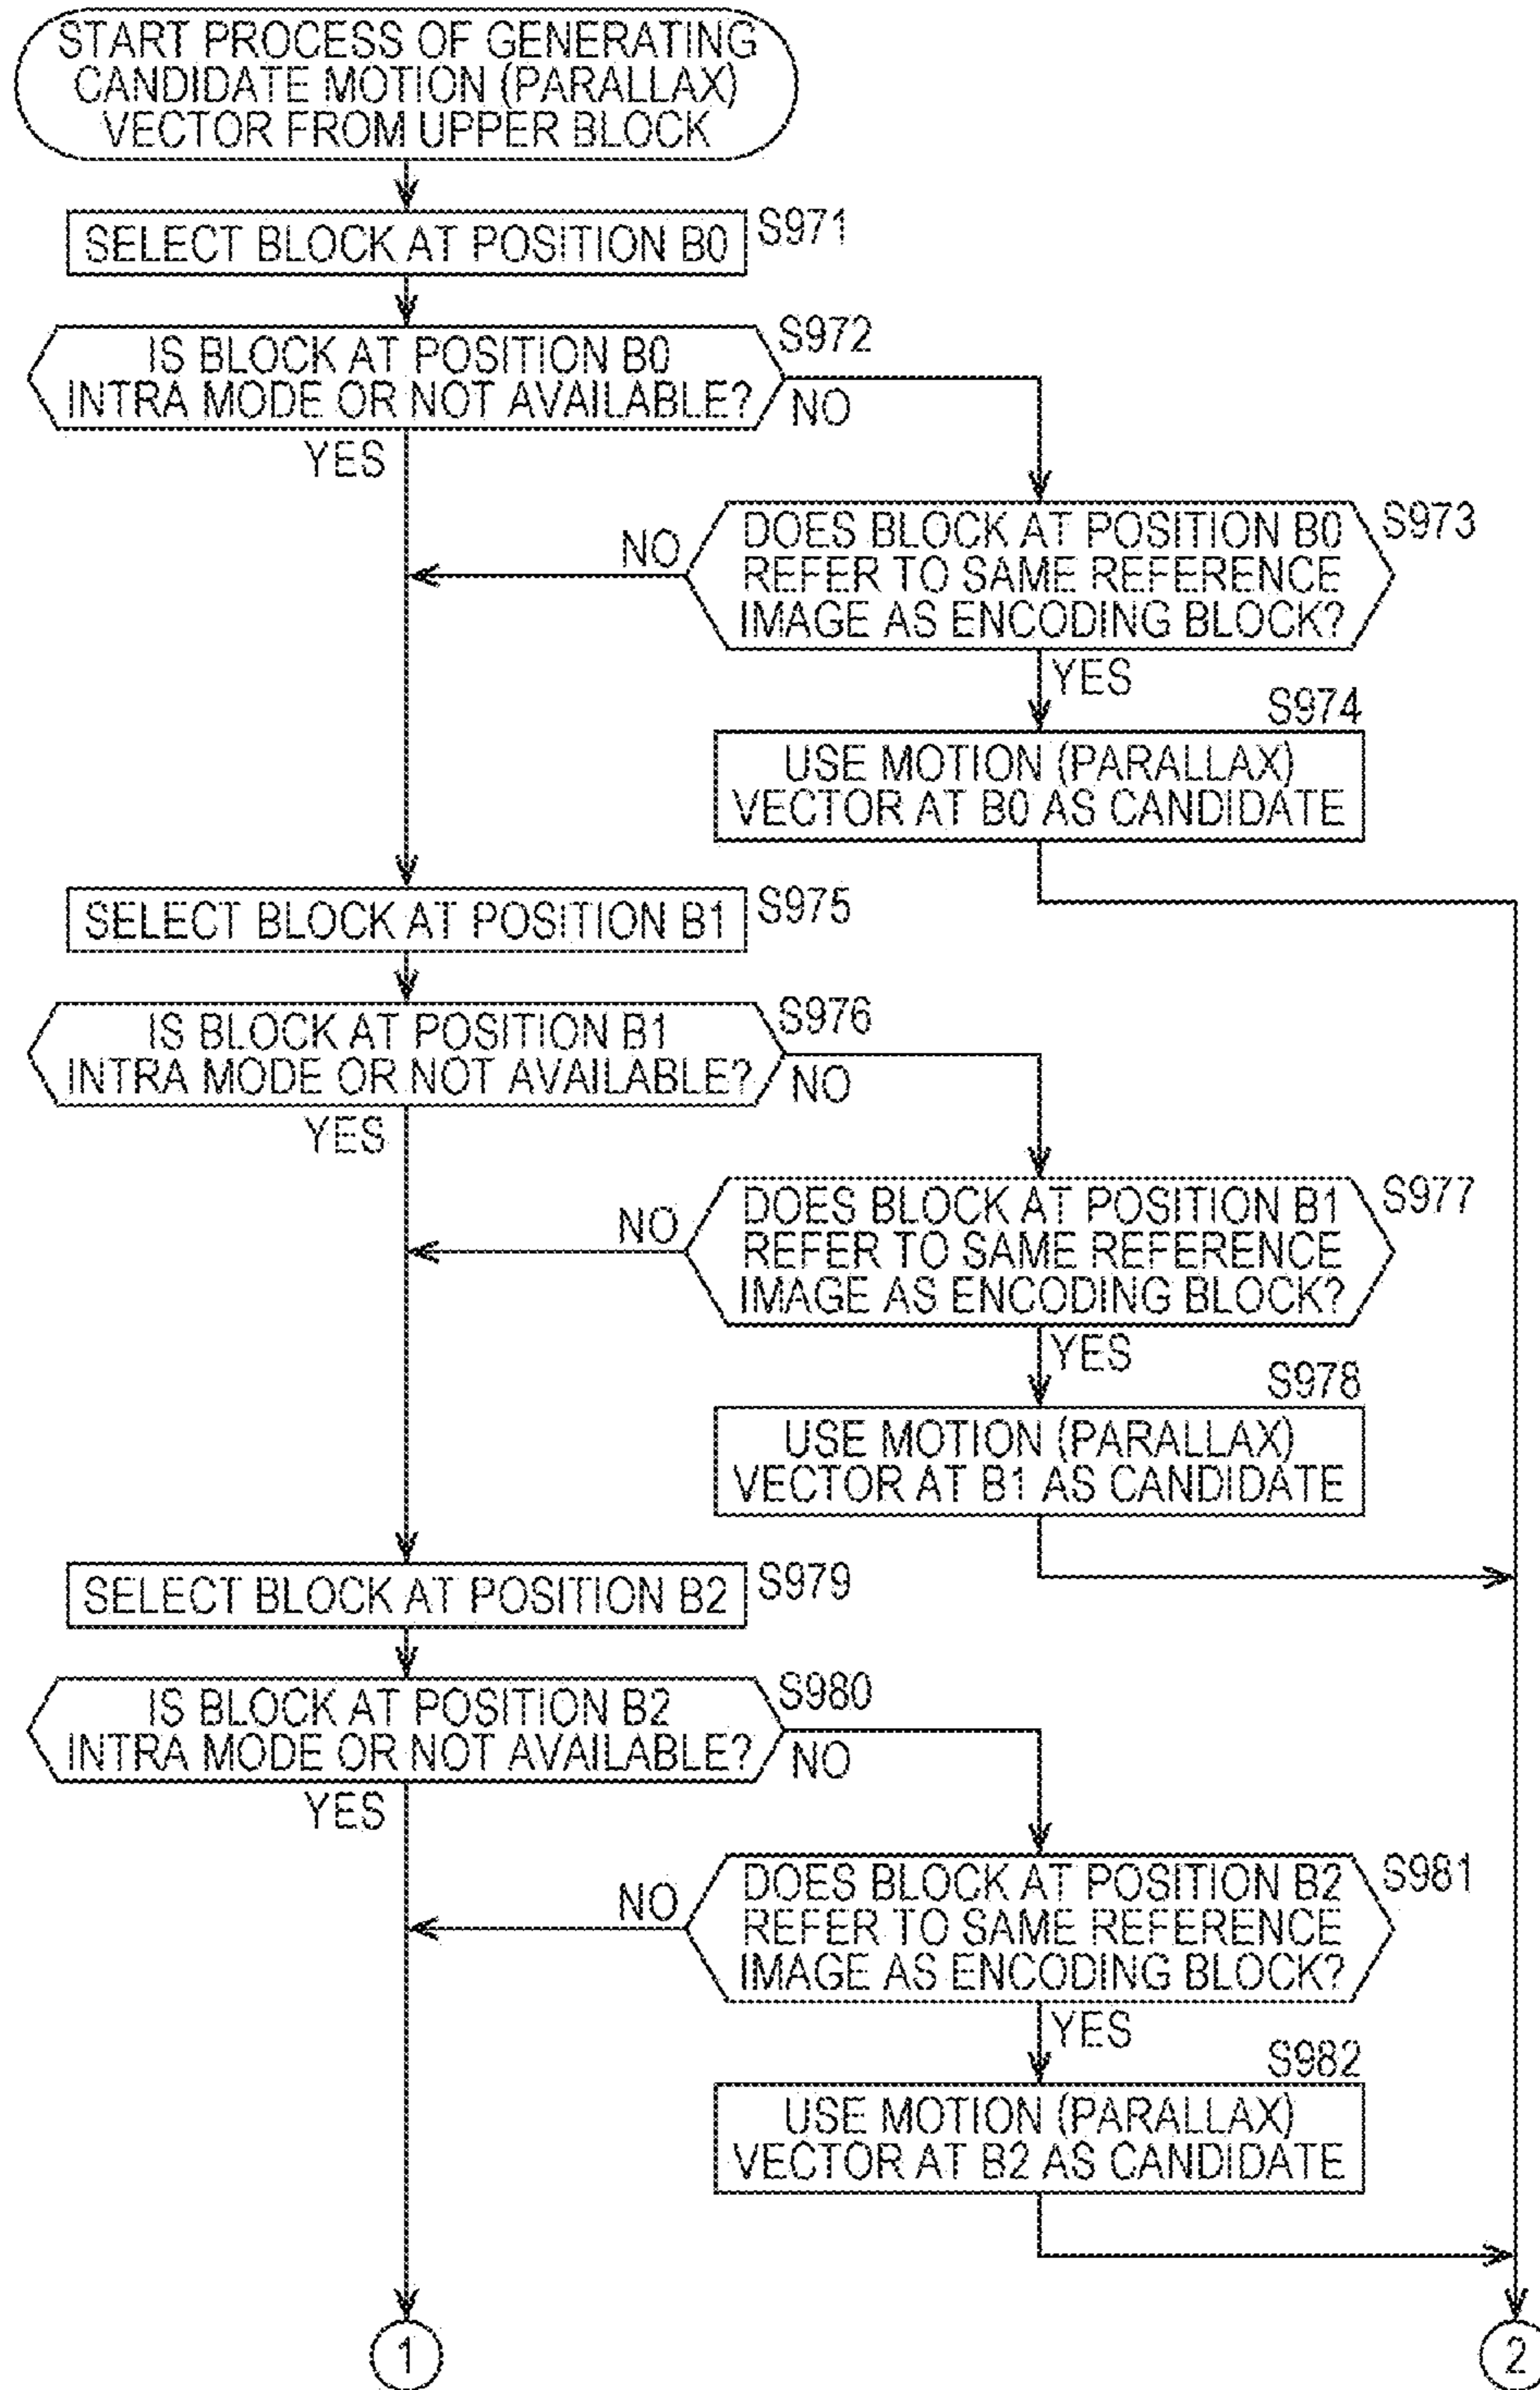 START PROCESS OF GENERATING
CANDIDATE MOTION (PARALLAX)
VECTOR FROM UPPER BLOCK
SELECT BLOCK AT POSITION B0
S971
IS BLOCK AT POSITION B0
INTRA MODE OR NOT AVAILABLE?
S972
NO
YES
DOES BLOCK AT POSITION B0
REFER TO SAME REFERENCE
IMAGE AS ENCODING BLOCK?
S973
NO
YES
S974
USE MOTION (PARALLAX)
VECTOR AT B0 AS CANDIDATE
SELECT BLOCK AT POSITION B1
S975
IS BLOCK AT POSITION B1
INTRA MODE OR NOT AVAILABLE?
S976
NO
YES
DOES BLOCK AT POSITION B1
REFER TO SAME REFERENCE
IMAGE AS ENCODING BLOCK?
S977
NO
YES
S978
USE MOTION (PARALLAX)
VECTOR AT B1 AS CANDIDATE
SELECT BLOCK AT POSITION B2
S979
IS BLOCK AT POSITION B2
INTRA MODE OR NOT AVAILABLE?
S980
NO
YES
DOES BLOCK AT POSITION B2
REFER TO SAME REFERENCE
IMAGE AS ENCODING BLOCK?
S981
NO
YES
S982
USE MOTION (PARALLAX)
VECTOR AT B2 AS CANDIDATE
1
2